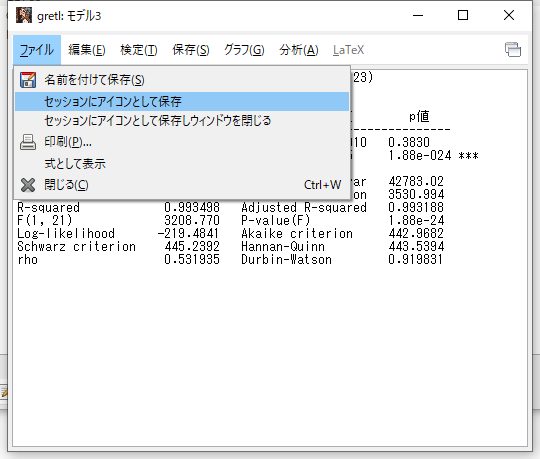 gretl: モデル3
ファイル 編集(E) 検定(T) 保存(S) グラフ(G) 分析(A) LaTeX
名前を付けて保存(S)
23)
セッションにアイコンとして保存
セッションにアイコンとして保存しウィンドウを閉じる
p値
印刷(P)...
10 0.3830
式として表示
1.88e-024 ***
閉じる(C) Ctrl+W
var 42783.02
on 3530.994
R-squared 0.993498 Adjusted R-squared 0.993188
F(1, 21) 3208.770 P-value(F) 1.88e-24
Log-likelihood -219.4841 Akaike criterion 442.9682
Schwarz criterion 445.2392 Hannan-Quinn 443.5394
rho 0.531935 Durbin-Watson 0.919831